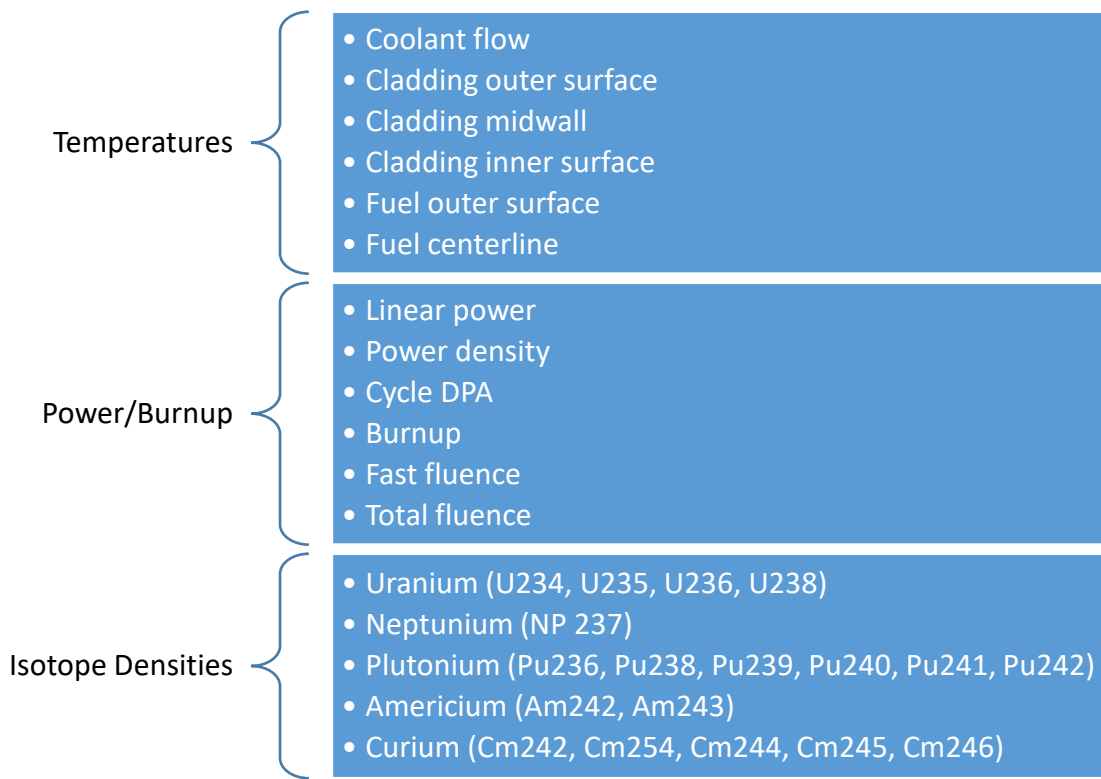 Temperatures
• Coolant flow
• Cladding outer surface
• Cladding midwall
• Cladding inner surface
• Fuel outer surface
• Fuel centerline
Power/Burnup
• Linear power
• Power density
• Cycle DPA
• Burnup
• Fast fluence
• Total fluence
Isotope Densities
• Uranium (U234, U235, U236, U238)
• Neptunium (NP 237)
• Plutonium (Pu236, Pu238, Pu239, Pu240, Pu241, Pu242)
• Americium (Am242, Am243)
• Curium (Cm242, Cm254, Cm244, Cm245, Cm246)